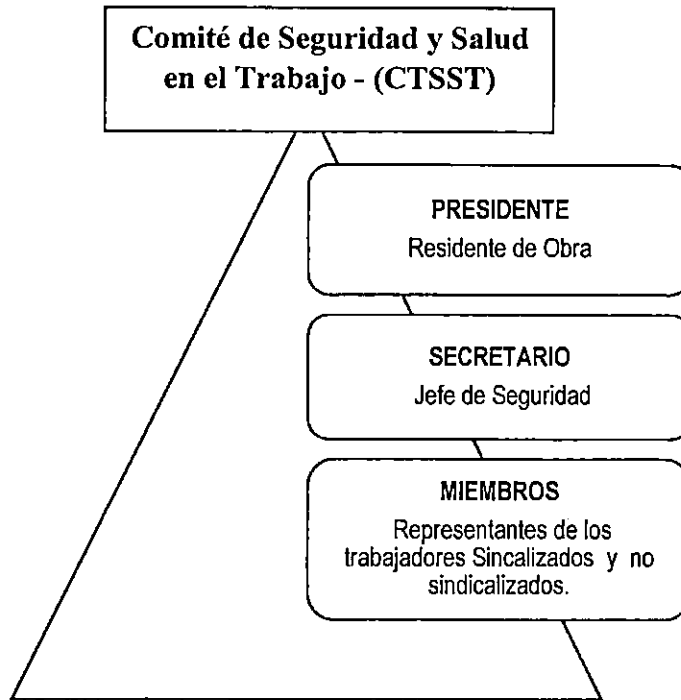 Comité de Seguridad y Salud
en el Trabajo - (CTSST)
PRESIDENTE
Residente de Obra
SECRETARIO
Jefe de Seguridad
MIEMBROS
Representantes de los
trabajadores Sincalizados y no
sindicalizados.